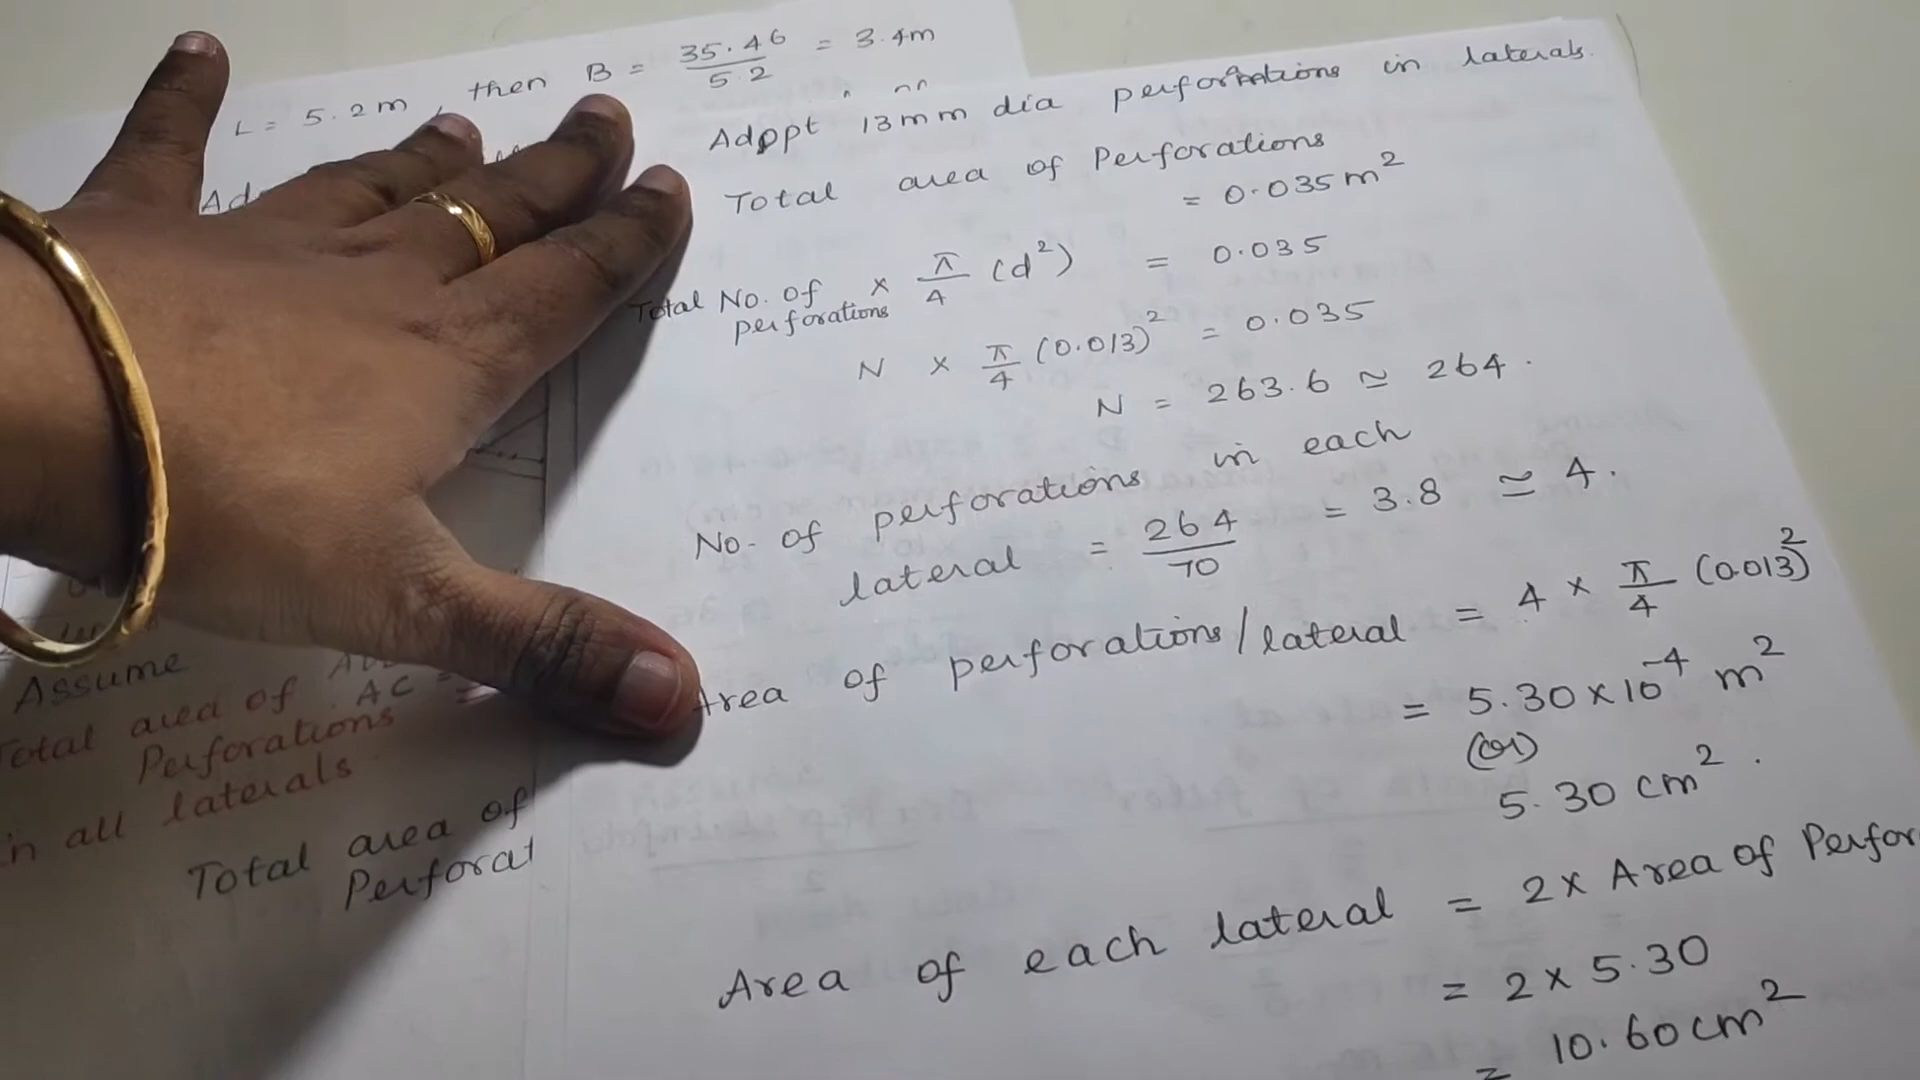 L = 5.2 m, then B = 35.46 / 5.2 = 3.4m
Adopt 13mm dia perforations in laterals.
Total area of Perforations
= 0.035 m²
Total No. of perforations × π/4 (d²) = 0.035
N × π/4 (0.013)² = 0.035
N = 263.6 ≃ 264.
No. of perforations in each
lateral = 264 / 70 = 3.8 ≃ 4.
Area of perforations/lateral = 4 × π/4 (0.013)²
= 5.30 × 10⁻⁴ m²
(or)
5.30 cm².
Area of each lateral = 2 × Area of Perfor
= 2 × 5.30
= 10.60 cm²
Assume
Total area of
Perforations
in all laterals
AC =
Total area of
Perforat